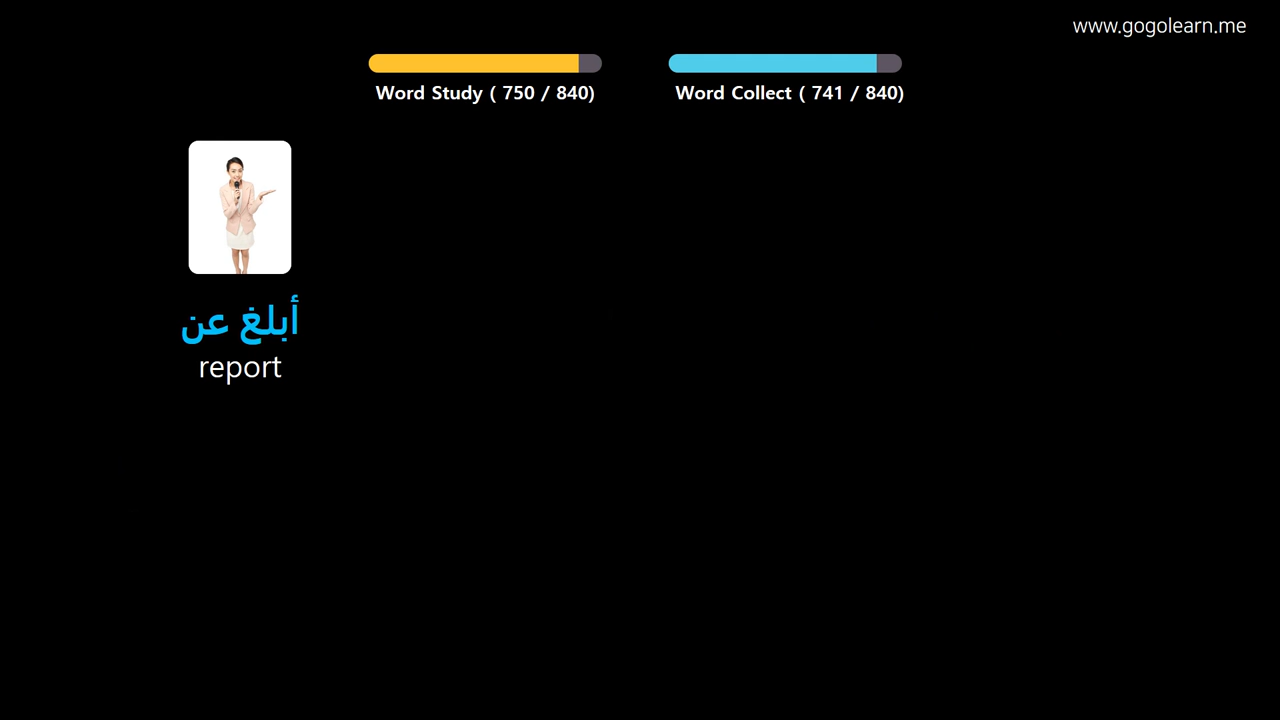 www.gogolearn.me
Word Study ( 750 / 840)
Word Collect ( 741 / 840)
أبلغ عن
report